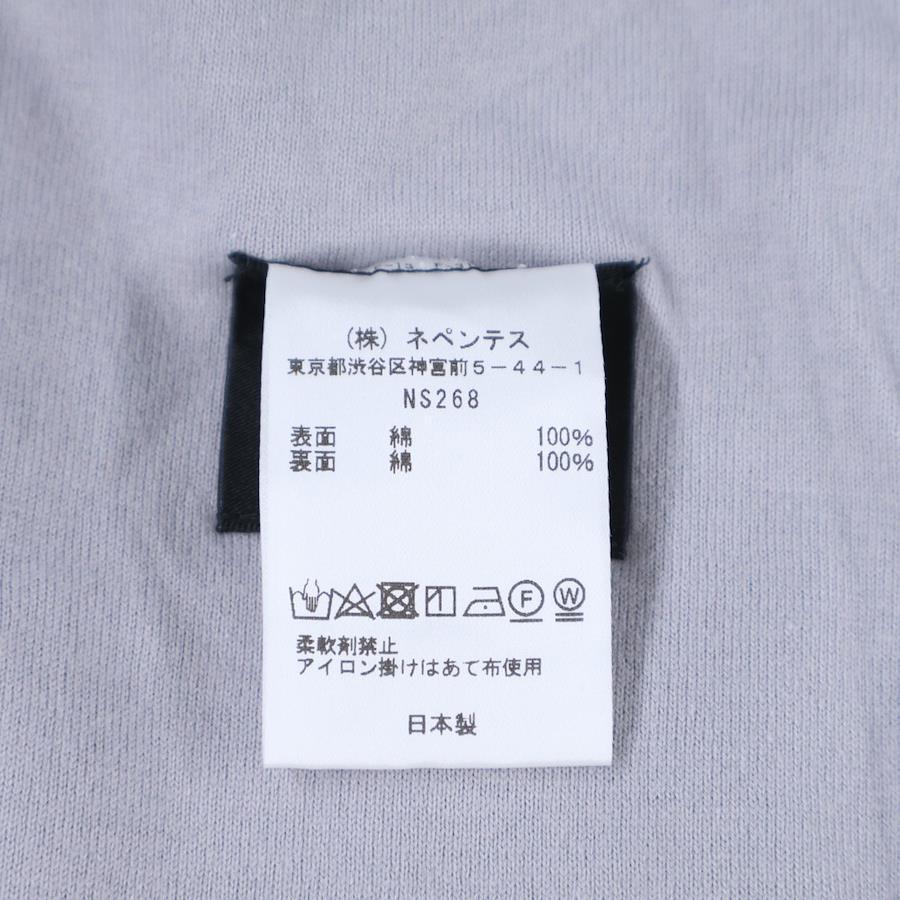 (株) ネペンテス
東京都渋谷区神宮前5-44-1
NS268
表面 綿 100%
裏面 綿 100%
F W
柔軟剤禁止
アイロン掛けはあて布使用
日本製